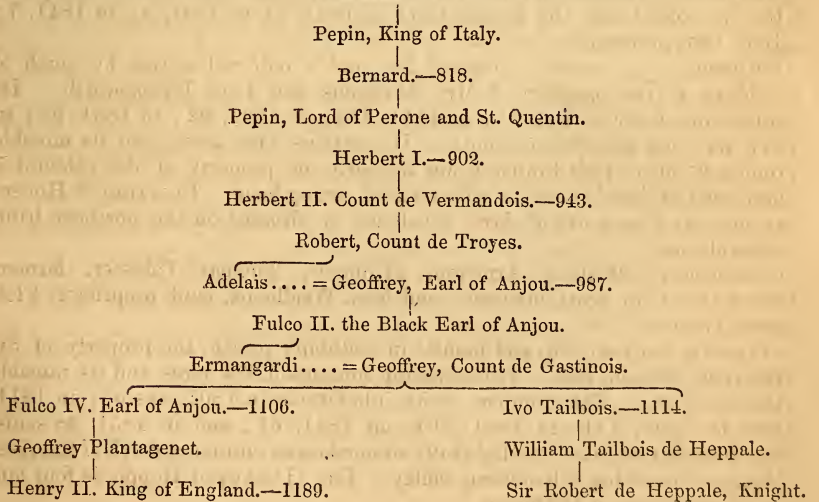 Pepin, King of Italy.
Bernard.—818.
Pepin, Lord of Perone and St. Quentin.
Herbert I.—902.
Herbert II. Count de Vermandois.—943.
Robert, Count de Troyes.
Adelais.... = Geoffrey, Earl of Anjou.—987.
Fulco II. the Black Earl of Anjou.
Ermangardi.... = Geoffrey, Count de Gastinois.
Fulco IV. Earl of Anjou.—1106. Ivo Tailbois.—1114.
Geoffrey Plantagenet. William Tailbois de Heppale.
Henry II. King of England.—1189. Sir Robert de Heppale, Knight.